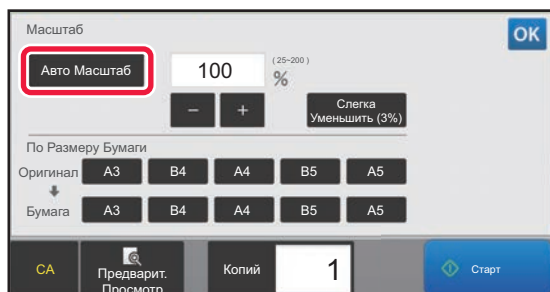 Масштаб
OK
Авто Масштаб
100
(25~200)
%
−
+
Слегка
Уменьшить (3%)
По Размеру Бумаги
Оригинал
A3
B4
A4
B5
A5
Бумага
A3
B4
A4
B5
A5
CA
Предварит.
Просмотр
Копий
1
Старт